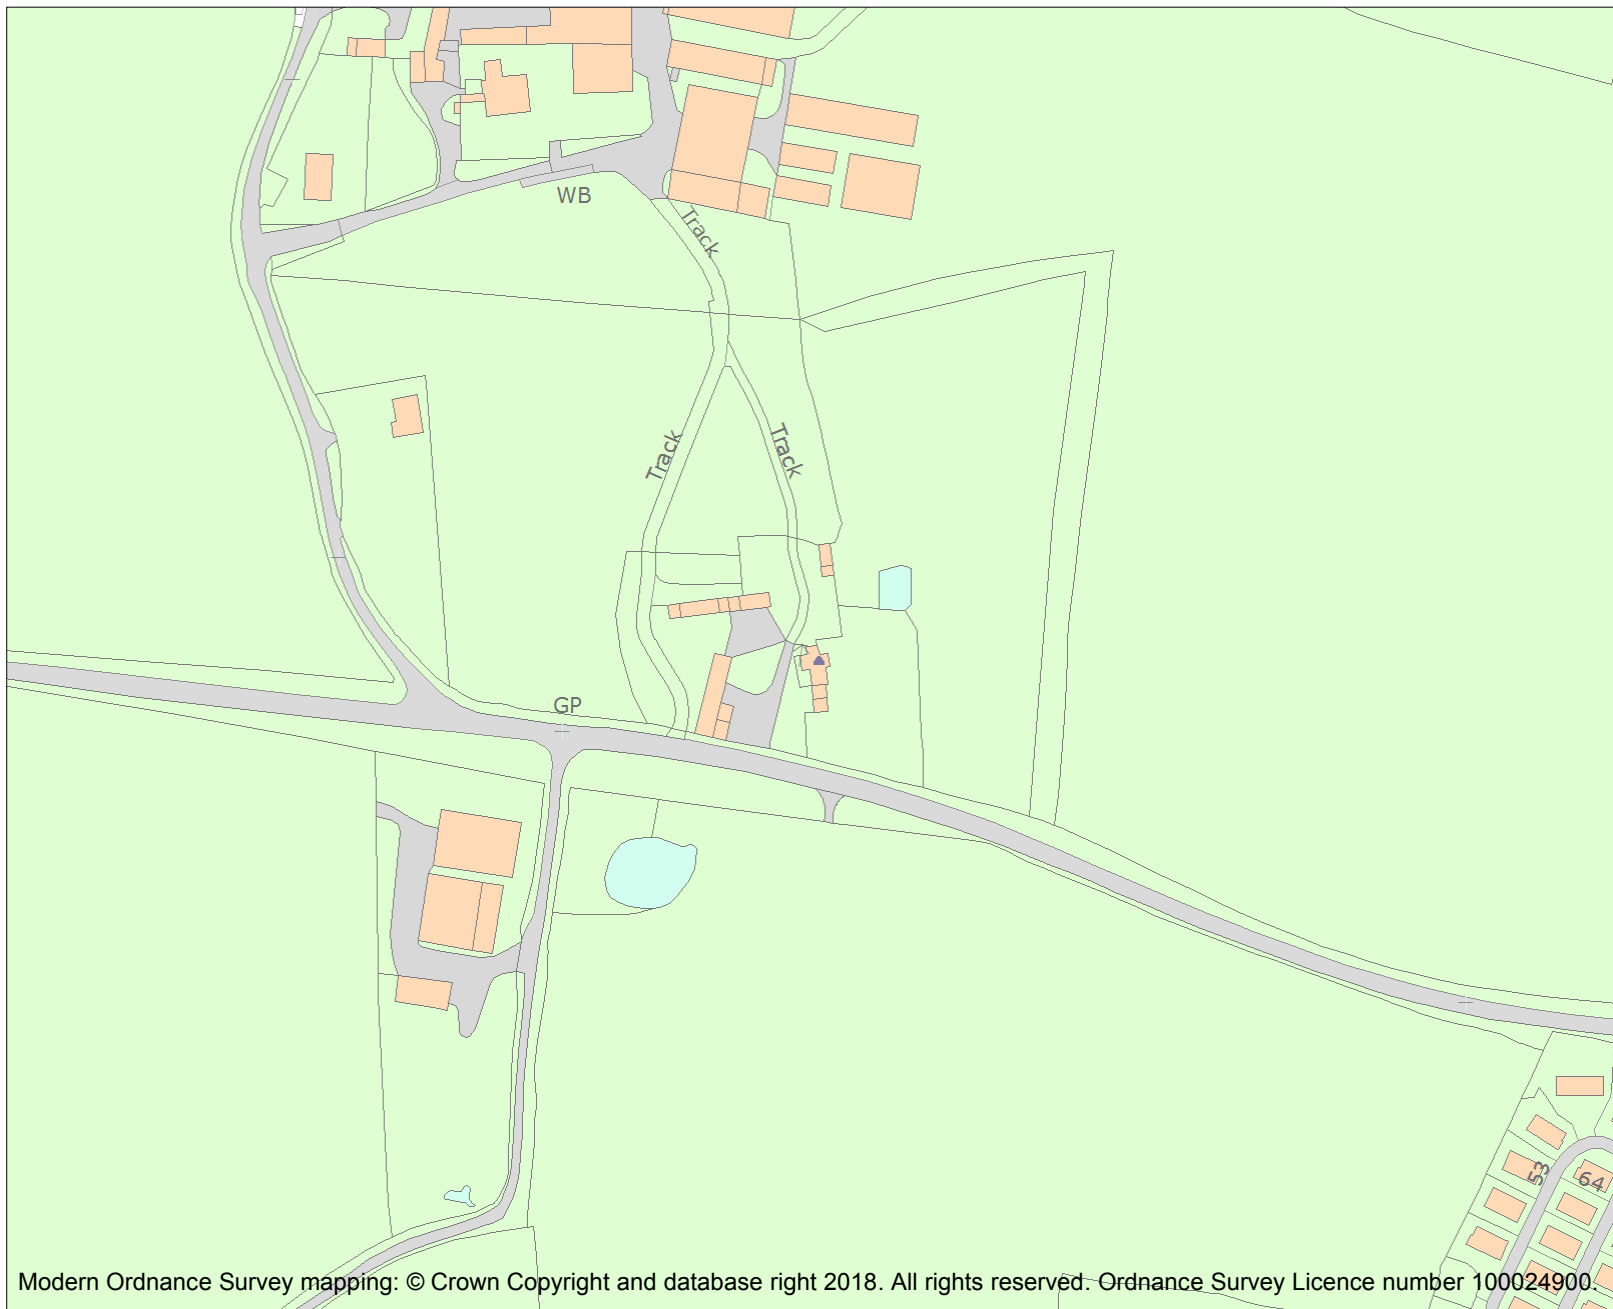 WB
Track
Track
Track
GP
53
64
Modern Ordnance Survey mapping: © Crown Copyright and database right 2018. All rights reserved. Ordnance Survey Licence number 100024900.